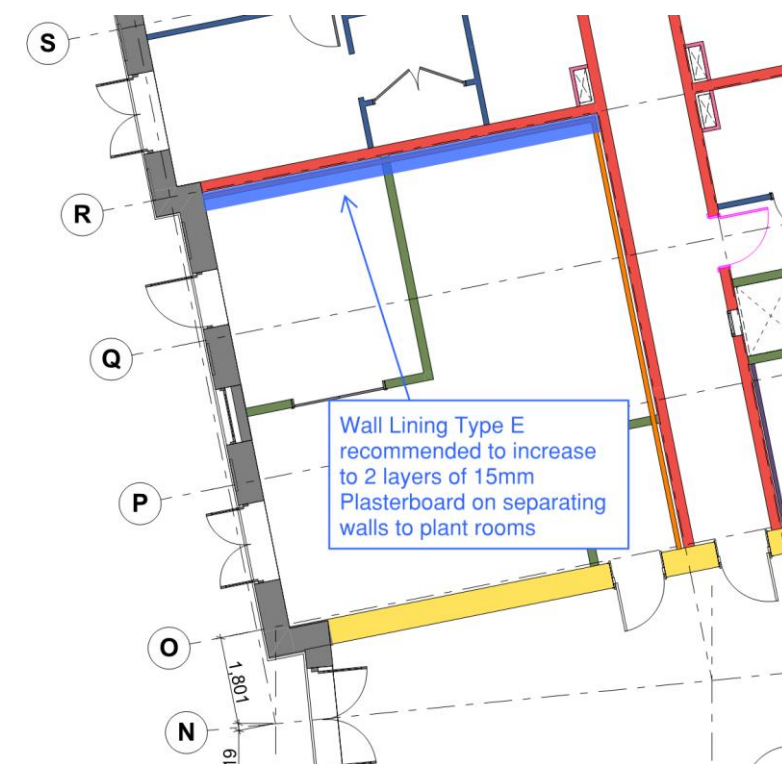 S
R
Q
Wall Lining Type E
recommended to increase
to 2 layers of 15mm
Plasterboard on separating
walls to plant rooms
P
O
1,801
N